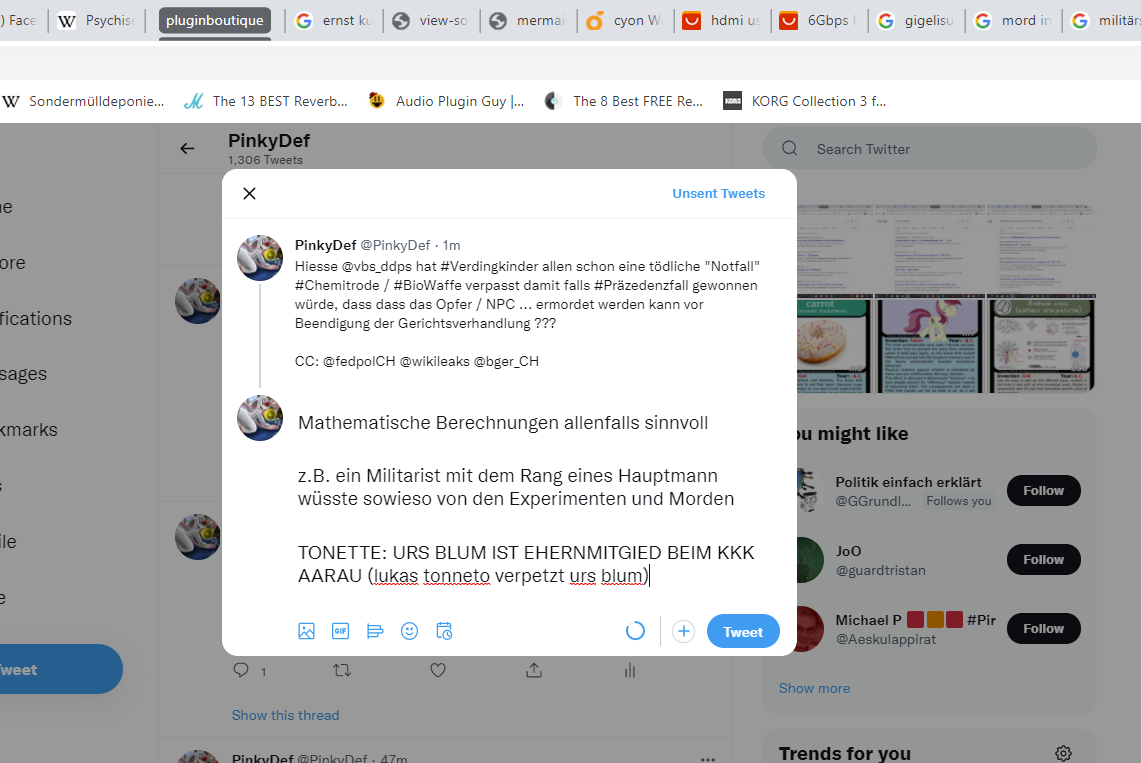 ) Face
Psychis
pluginboutique
ernst ku
view-so
mermai
cyon W
hdmi us
6Gbps
gigelisu
mord in
militärs
Sondermülldeponie...
The 13 BEST Reverb...
Audio Plugin Guy |...
The 8 Best FREE Re...
KORG
KORG Collection 3 f...
PinkyDef
1,306 Tweets
Search Twitter
Unsent Tweets
PinkyDef @PinkyDef · 1m
Hiesse @vbs_ddps hat #Verdingkinder allen schon eine tödliche "Notfall"
#Chemitrode / #BioWaffe verpasst damit falls #Präzedenzfall gewonnen
würde, dass dass das Opfer / NPC ... ermordet werden kann vor
Beendigung der Gerichtsverhandlung ???
CC: @fedpolCH @wikileaks @bger_CH
Mathematische Berechnungen allenfalls sinnvoll
z.B. ein Militarist mit dem Rang eines Hauptmann
wüsste sowieso von den Experimenten und Morden
TONETTE: URS BLUM IST EHERNMITGIED BEIM KKK
AARAU (lukas tonneto verpetzt urs blum)
GIF
Tweet
ne
ore
fications
sages
kmarks
s
ile
e
weet
carrot
ou might like
Politik einfach erklärt
@GGrundl... Follows you
Follow
JoO
@guardtristan
Follow
Michael P #Pir
@Aeskulappirat
Follow
Show more
1
Show this thread
PinkyDef @PinkyDef · 47m
Trends for you